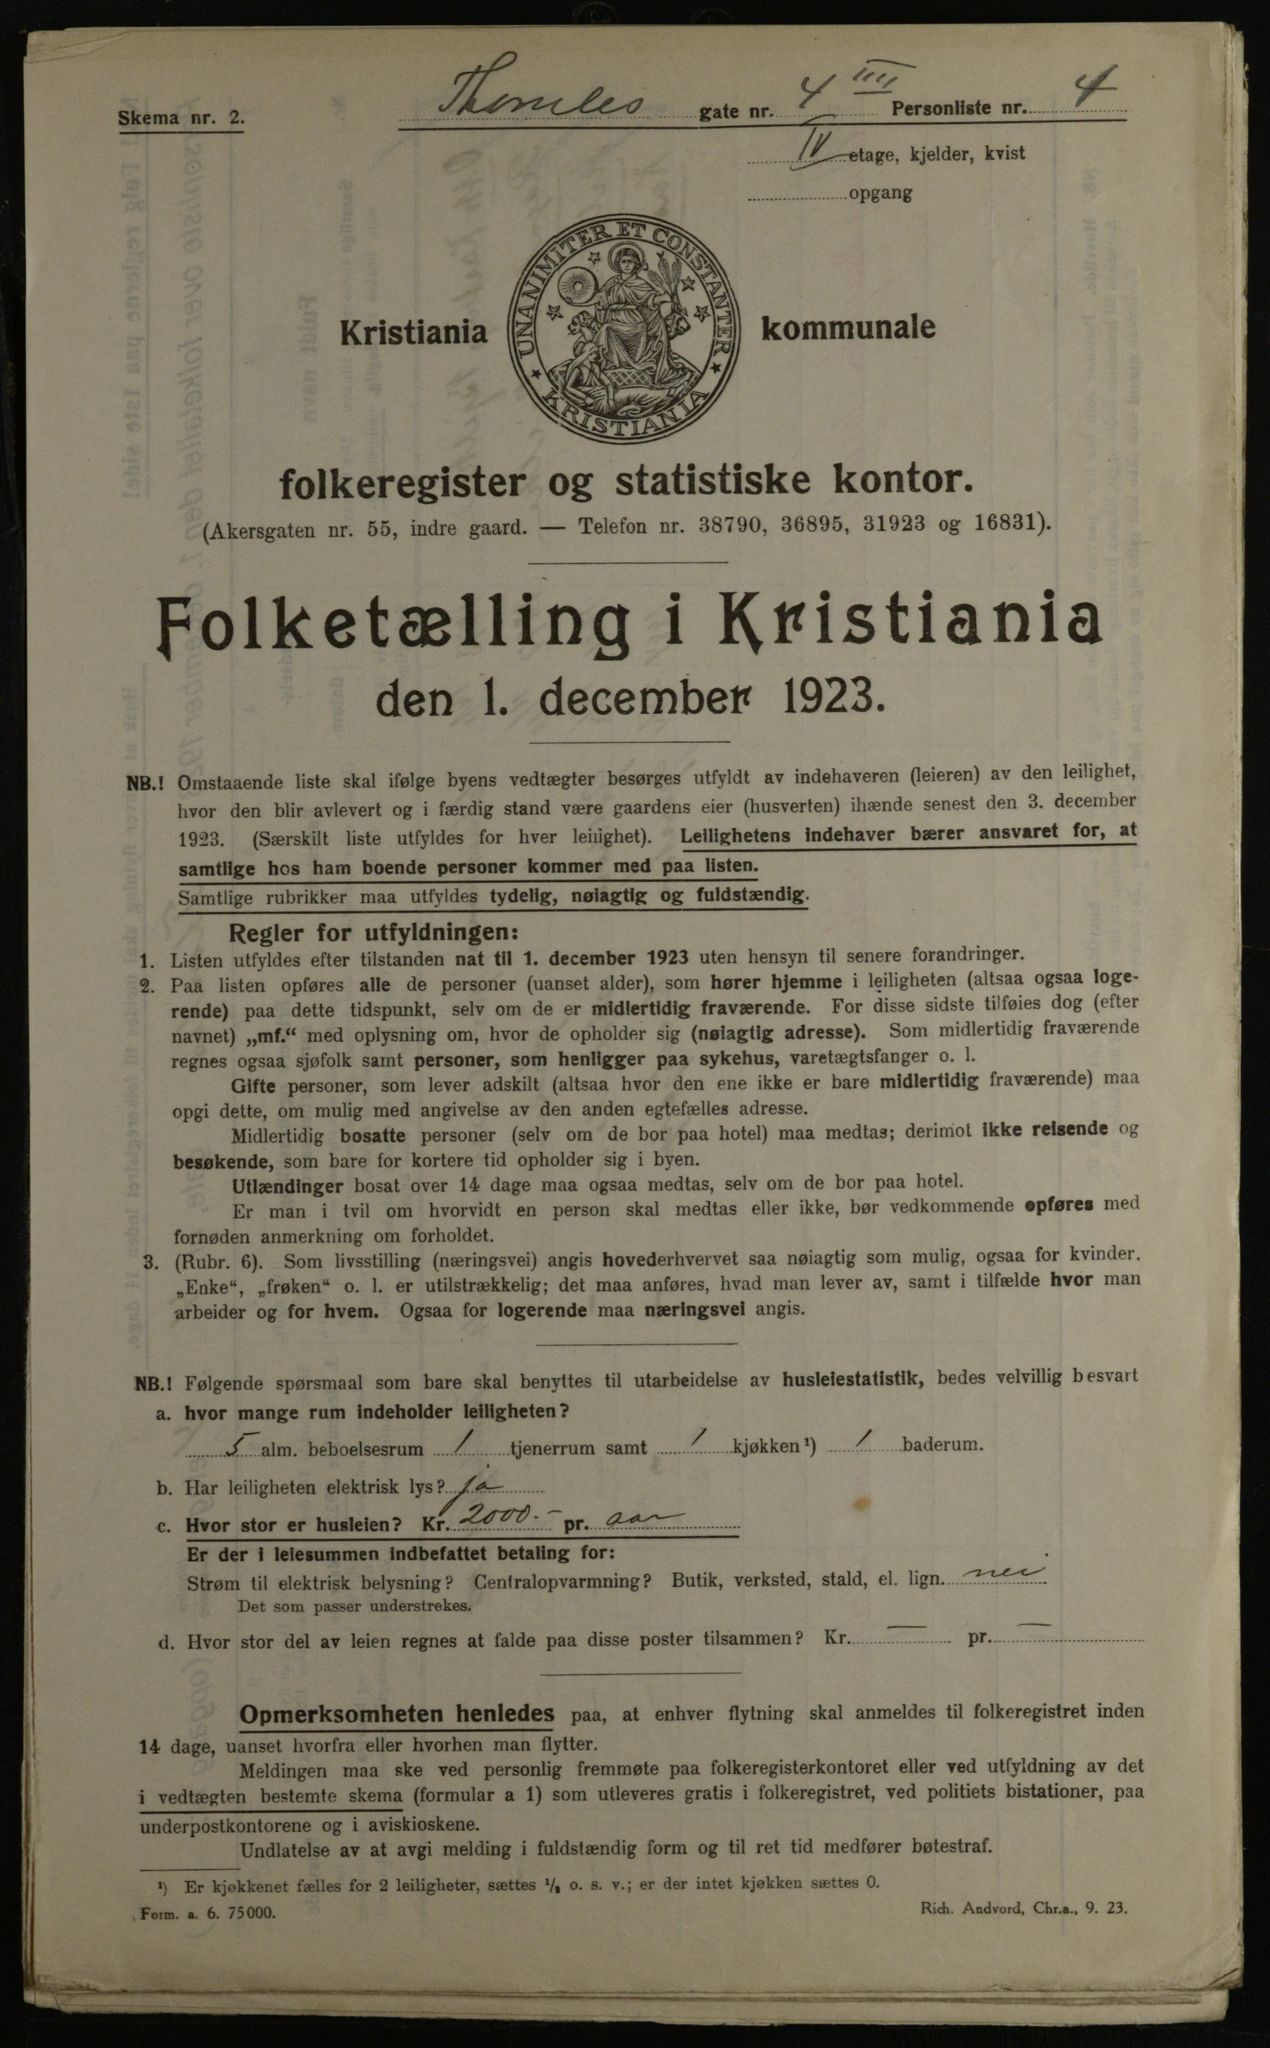 Skema nr. 2.
Thomles gate nr. 4 IIII Personliste nr. 4
IV etage, kjelder, kvist
opgang
UNANIMITER ET CONSTANTER
KRISTIANIA
Kristiania kommunale
folkeregister og statistiske kontor.
(Akersgaten nr. 55, indre gaard. — Telefon nr. 38790, 36895, 31923 og 16831).
Folketælling i Kristiania
den 1. december 1923.
NB.! Omstaaende liste skal ifølge byens vedtægter besørges utfyldt av indehaveren (leieren) av den leilighet,
hvor den blir avlevert og i færdig stand være gaardens eier (husverten) ihænde senest den 3. december
1923. (Særskilt liste utfyldes for hver leilighet). Leilighetens indehaver bærer ansvaret for, at
samtlige hos ham boende personer kommer med paa listen.
Samtlige rubrikker maa utfyldes tydelig, nøiagtig og fuldstændig.
Regler for utfyldningen:
1. Listen utfyldes efter tilstanden nat til 1. december 1923 uten hensyn til senere forandringer.
2. Paa listen opføres alle de personer (uanset alder), som hører hjemme i leiligheten (altsaa ogsaa loge-
rende) paa dette tidspunkt, selv om de er midlertidig fraværende. For disse sidste tilføies dog (efter
navnet) „mf.“ med oplysning om, hvor de opholder sig (nøiagtig adresse). Som midlertidig fraværende
regnes ogsaa sjøfolk samt personer, som henligger paa sykehus, varetægtsfanger o. l.
Gifte personer, som lever adskilt (altsaa hvor den ene ikke er bare midlertidig fraværende) maa
opgi dette, om mulig med angivelse av den anden egtefælles adresse.
Midlertidig bosatte personer (selv om de bor paa hotel) maa medtas; derimot ikke reisende og
besøkende, som bare for kortere tid opholder sig i byen.
Utlændinger bosat over 14 dage maa ogsaa medtas, selv om de bor paa hotel.
Er man i tvil om hvorvidt en person skal medtas eller ikke, bør vedkommende opføres med
fornøden anmerkning om forholdet.
3. (Rubr. 6). Som livsstilling (næringsvei) angis hovederhvervet saa nøiagtig som mulig, ogsaa for kvinder.
„Enke“, „frøken“ o. l. er utilstrækkelig; det maa anføres, hvad man lever av, samt i tilfælde hvor man
arbeider og for hvem. Ogsaa for logerende maa næringsvei angis.
NB.! Følgende spørsmaal som bare skal benyttes til utarbeidelse av husleiestatistik, bedes velvillig besvart
a. hvor mange rum indeholder leiligheten?
5 alm. beboelsesrum 1 tjenerrum samt 1 kjøkken¹) 1 baderum.
b. Har leiligheten elektrisk lys? ja
c. Hvor stor er husleien? Kr. 2000.- pr. aar
Er der i leiesummen indbefattet betaling for:
Strøm til elektrisk belysning? Centralopvarmning? Butik, verksted, stald, el. lign. nei
Det som passer understrekes.
d. Hvor stor del av leien regnes at falde paa disse poster tilsammen? Kr. — pr. —
Opmerksomheten henledes paa, at enhver flytning skal anmeldes til folkeregistret inden
14 dage, uanset hvorfra eller hvorhen man flytter.
Meldingen maa ske ved personlig fremmøte paa folkeregisterkontoret eller ved utfyldning av det
i vedtægten bestemte skema (formular a 1) som utleveres gratis i folkeregistret, ved politiets bistationer, paa
underpostkontorene og i aviskioskene.
Undlatelse av at avgi melding i fuldstændig form og til ret tid medfører bøtestraf.
¹) Er kjøkkenet fælles for 2 leiligheter, sættes ½ o. s. v.; er der intet kjøkken sættes 0.
Form. a. 6. 75000.
Rich. Andvord, Chr.a., 9. 23.